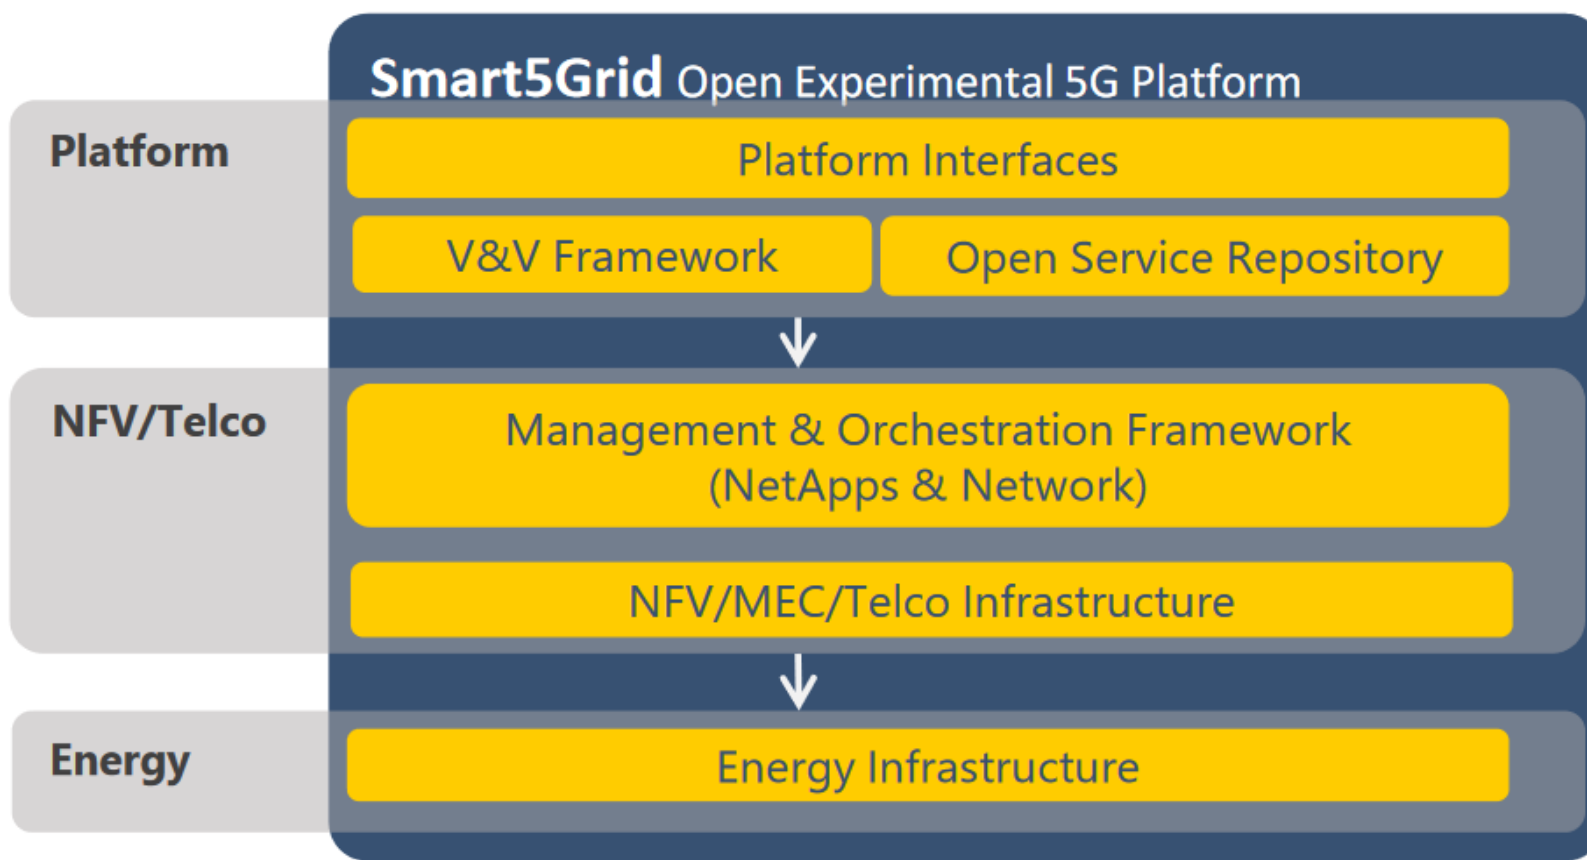 Smart5Grid Open Experimental 5G Platform
Platform
Platform Interfaces
V&V Framework
Open Service Repository
NFV/Telco
Management & Orchestration Framework
(NetApps & Network)
NFV/MEC/Telco Infrastructure
Energy
Energy Infrastructure